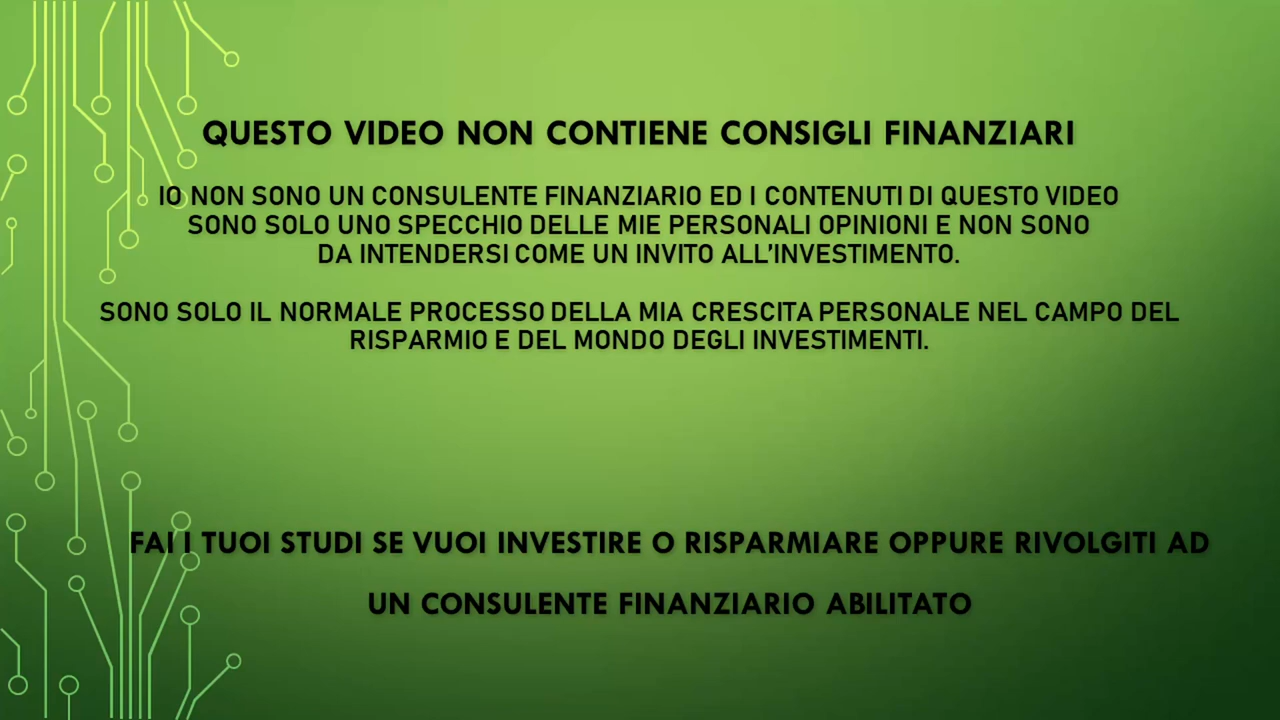 QUESTO VIDEO NON CONTIENE CONSIGLI FINANZIARI
IO NON SONO UN CONSULENTE FINANZIARIO ED I CONTENUTI DI QUESTO VIDEO
SONO SOLO UNO SPECCHIO DELLE MIE PERSONALI OPINIONI E NON SONO
DA INTENDERSI COME UN INVITO ALL'INVESTIMENTO.
SONO SOLO IL NORMALE PROCESSO DELLA MIA CRESCITA PERSONALE NEL CAMPO DEL
RISPARMIO E DEL MONDO DEGLI INVESTIMENTI.
FAI I TUOI STUDI SE VUOI INVESTIRE O RISPARMIARE OPPURE RIVOLGITI AD
UN CONSULENTE FINANZIARIO ABILITATO